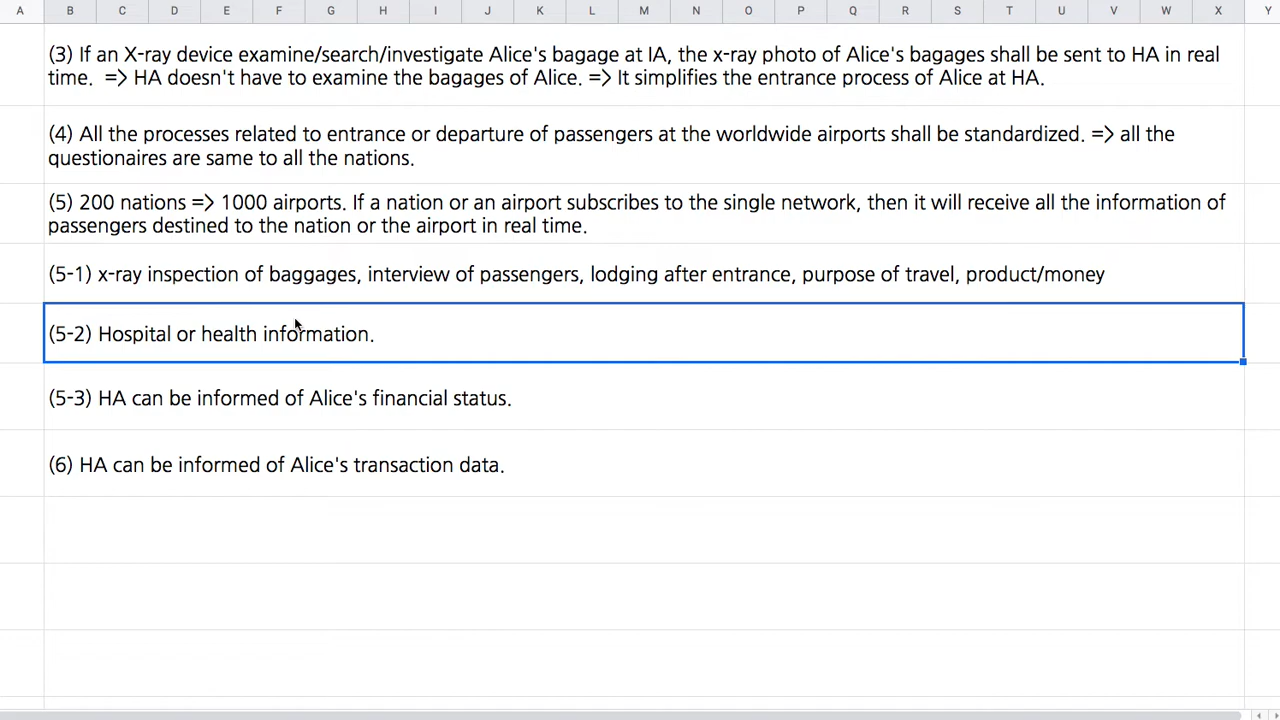 A B C D E F G H I J K L M N O P Q R S T U V W X Y
(3) If an X-ray device examine/search/investigate Alice's bagage at IA, the x-ray photo of Alice's bagages shall be sent to HA in real
time. => HA doesn't have to examine the bagages of Alice. => It simplifies the entrance process of Alice at HA.
(4) All the processes related to entrance or departure of passengers at the worldwide airports shall be standardized. => all the
questionaires are same to all the nations.
(5) 200 nations => 1000 airports. If a nation or an airport subscribes to the single network, then it will receive all the information of
passengers destined to the nation or the airport in real time.
(5-1) x-ray inspection of baggages, interview of passengers, lodging after entrance, purpose of travel, product/money
(5-2) Hospital or health information.
(5-3) HA can be informed of Alice's financial status.
(6) HA can be informed of Alice's transaction data.